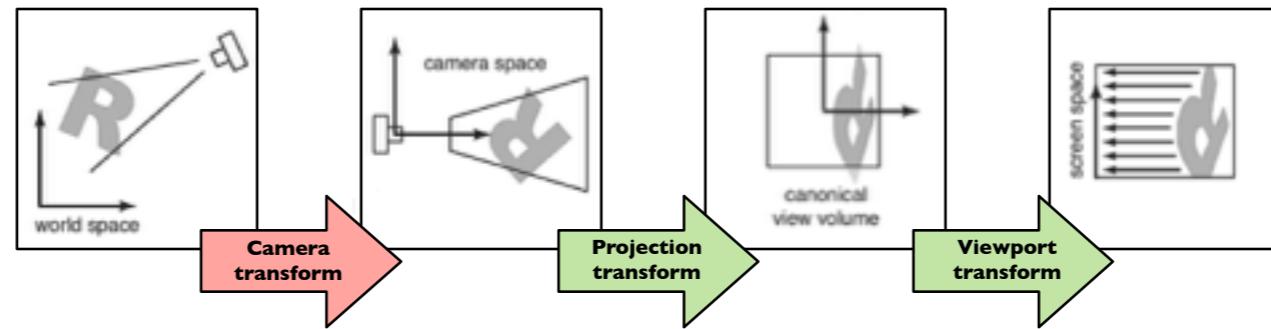 world space
camera space
canonical
view volume
screen space
Camera
transform
Projection
transform
Viewport
transform
R
R
R
R